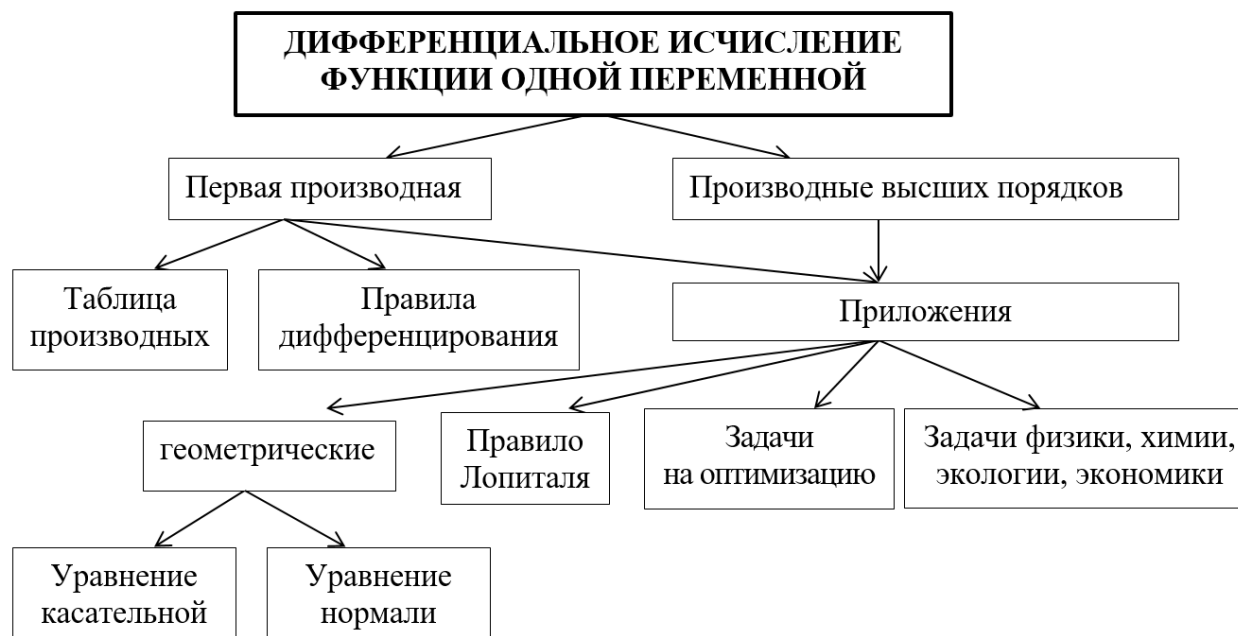 ДИФФЕРЕНЦИАЛЬНОЕ ИСЧИСЛЕНИЕ
ФУНКЦИИ ОДНОЙ ПЕРЕМЕННОЙ
Первая производная
Производные высших порядков
Таблица
производных
Правила
дифференцирования
Приложения
геометрические
Правило
Лопиталя
Задачи
на оптимизацию
Задачи физики, химии,
экологии, экономики
Уравнение
касательной
Уравнение
нормали